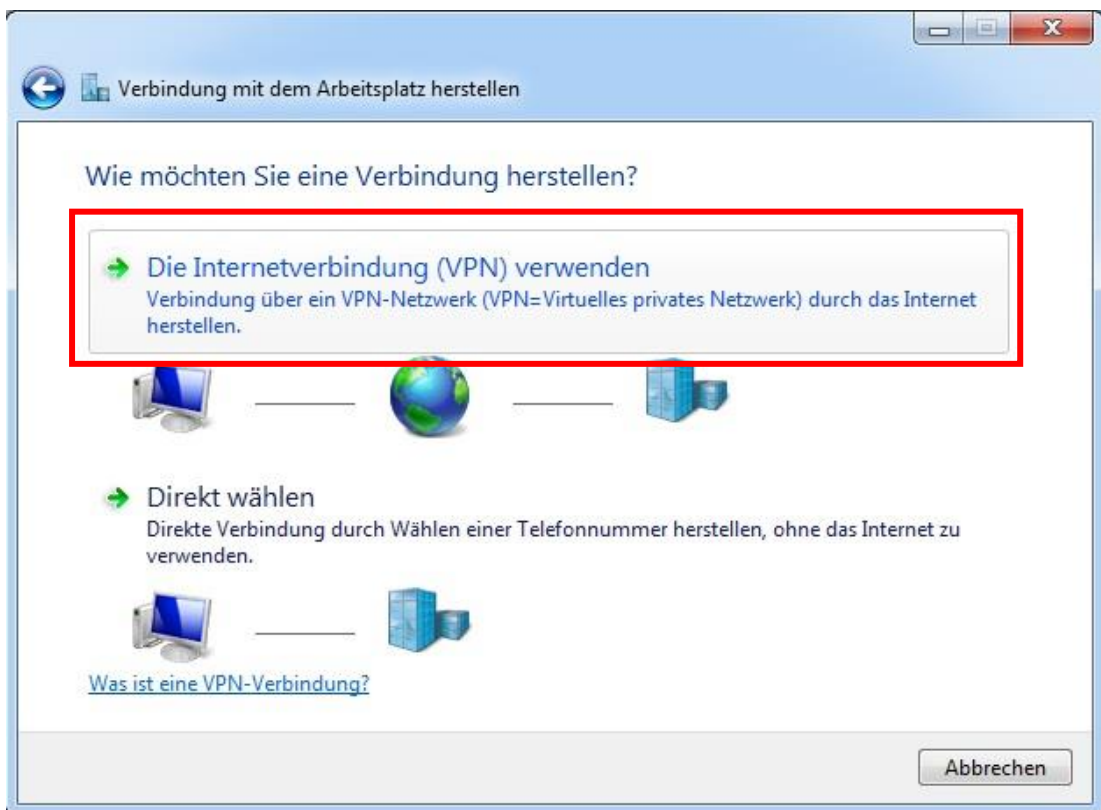 Verbindung mit dem Arbeitsplatz herstellen
Wie möchten Sie eine Verbindung herstellen?
Die Internetverbindung (VPN) verwenden
Verbindung über ein VPN-Netzwerk (VPN=Virtuelles privates Netzwerk) durch das Internet
herstellen.
Direkt wählen
Direkte Verbindung durch Wählen einer Telefonnummer herstellen, ohne das Internet zu
verwenden.
Was ist eine VPN-Verbindung?
Abbrechen